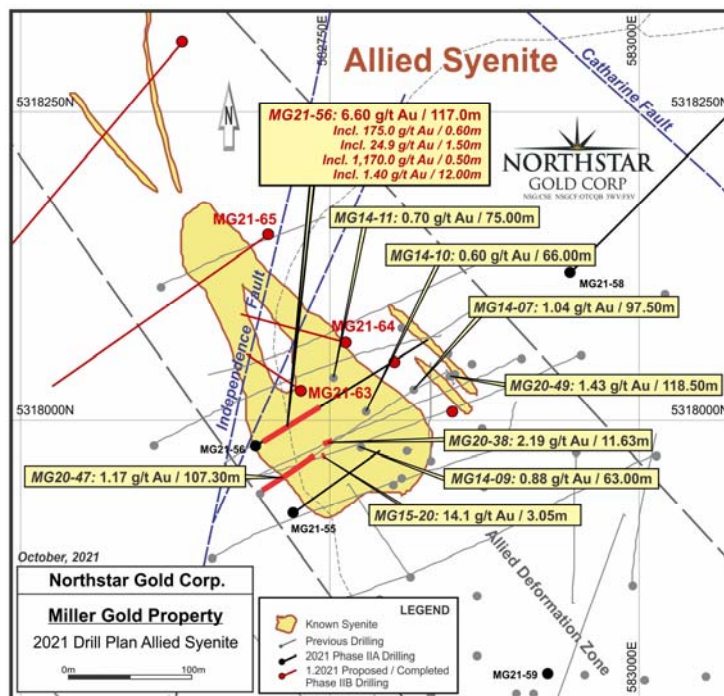 582750E
583000E
Allied Syenite
Catharine Fault
5318250N
5318250N
N
MG21-56: 6.60 g/t Au / 117.0m
Incl. 175.0 g/t Au / 0.60m
Incl. 24.9 g/t Au / 1.50m
Incl. 1,170.0 g/t Au / 0.50m
Incl. 1.40 g/t Au / 12.00m
NORTHSTAR
GOLD CORP
NSG:CSE NSGCF:OTCQB 3WV:FSX
MG21-65
MG14-11: 0.70 g/t Au / 75.00m
MG14-10: 0.60 g/t Au / 66.00m
MG21-58
MG14-07: 1.04 g/t Au / 97.50m
Independence Fault
MG21-64
MG20-49: 1.43 g/t Au / 118.50m
MG21-63
5318000N
5318000N
MG21-56
MG20-38: 2.19 g/t Au / 11.63m
MG20-47: 1.17 g/t Au / 107.30m
MG14-09: 0.88 g/t Au / 63.00m
MG21-55
MG15-20: 14.1 g/t Au / 3.05m
Allied Deformation Zone
October, 2021
Northstar Gold Corp.
Miller Gold Property
2021 Drill Plan Allied Syenite
0m
100m
LEGEND
Known Syenite
Previous Drilling
2021 Phase IIA Drilling
1.2021 Proposed / Completed
Phase IIB Drilling
MG21-59
583000E